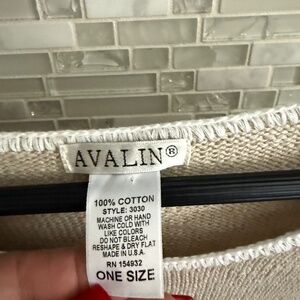 AVALIN®
100% COTTON
STYLE: 3030
MACHINE OR HAND
WASH COLD WITH
LIKE COLORS
DO NOT BLEACH
RESHAPE & DRY FLAT
MADE IN U.S.A.
RN 154932
ONE SIZE